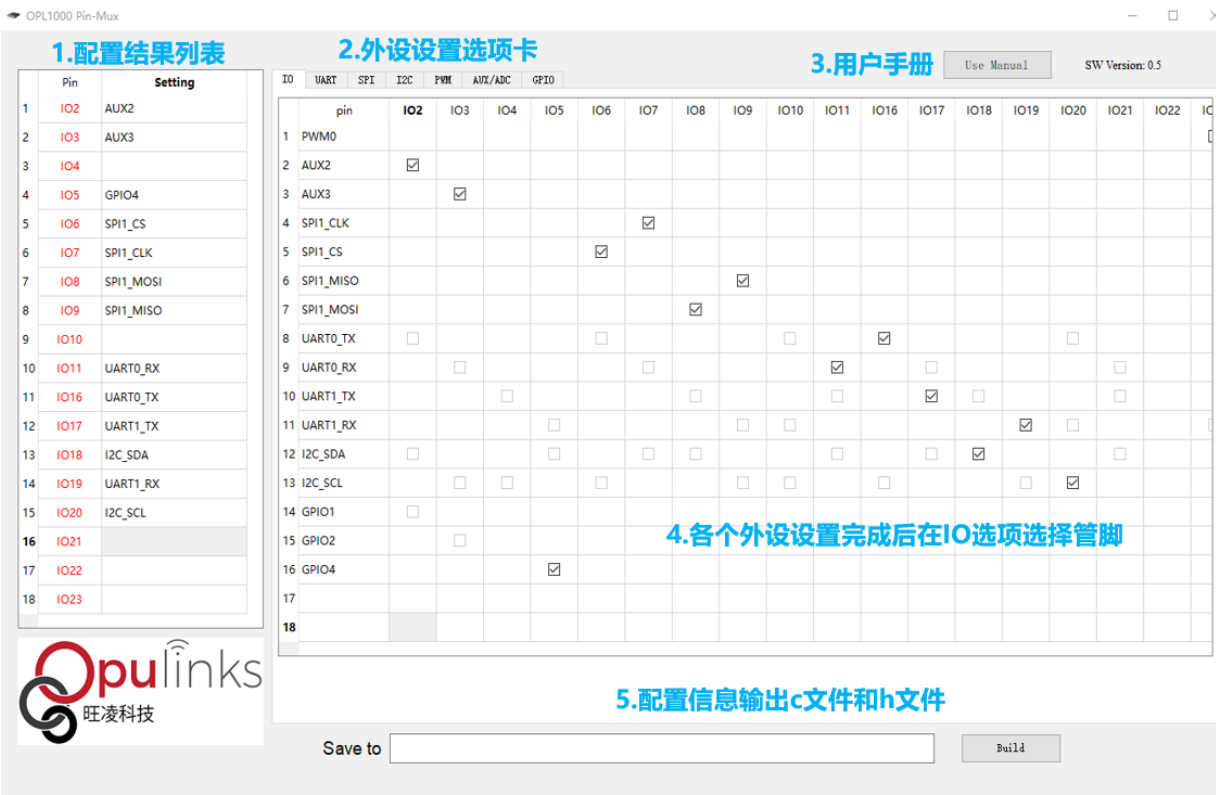 OPL1000 Pin-Mux
1.配置结果列表
2.外设设置选项卡
3.用户手册
Use Manual
SW Version: 0.5
Pin Setting
1 IO2 AUX2
2 IO3 AUX3
3 IO4
4 IO5 GPIO4
5 IO6 SPI1_CS
6 IO7 SPI1_CLK
7 IO8 SPI1_MOSI
8 IO9 SPI1_MISO
9 IO10
10 IO11 UART0_RX
11 IO16 UART0_TX
12 IO17 UART1_TX
13 IO18 I2C_SDA
14 IO19 UART1_RX
15 IO20 I2C_SCL
16 IO21
17 IO22
18 IO23
IO UART SPI I2C PWM AUX/ADC GPIO
pin IO2 IO3 IO4 IO5 IO6 IO7 IO8 IO9 IO10 IO11 IO16 IO17 IO18 IO19 IO20 IO21 IO22
1 PWM0
2 AUX2
3 AUX3
4 SPI1_CLK
5 SPI1_CS
6 SPI1_MISO
7 SPI1_MOSI
8 UART0_TX
9 UART0_RX
10 UART1_TX
11 UART1_RX
12 I2C_SDA
13 I2C_SCL
14 GPIO1
15 GPIO2
16 GPIO4
17
18
4.各个外设设置完成后在IO选项选择管脚
Opulinks
旺凌科技
5.配置信息输出c文件和h文件
Save to
Build